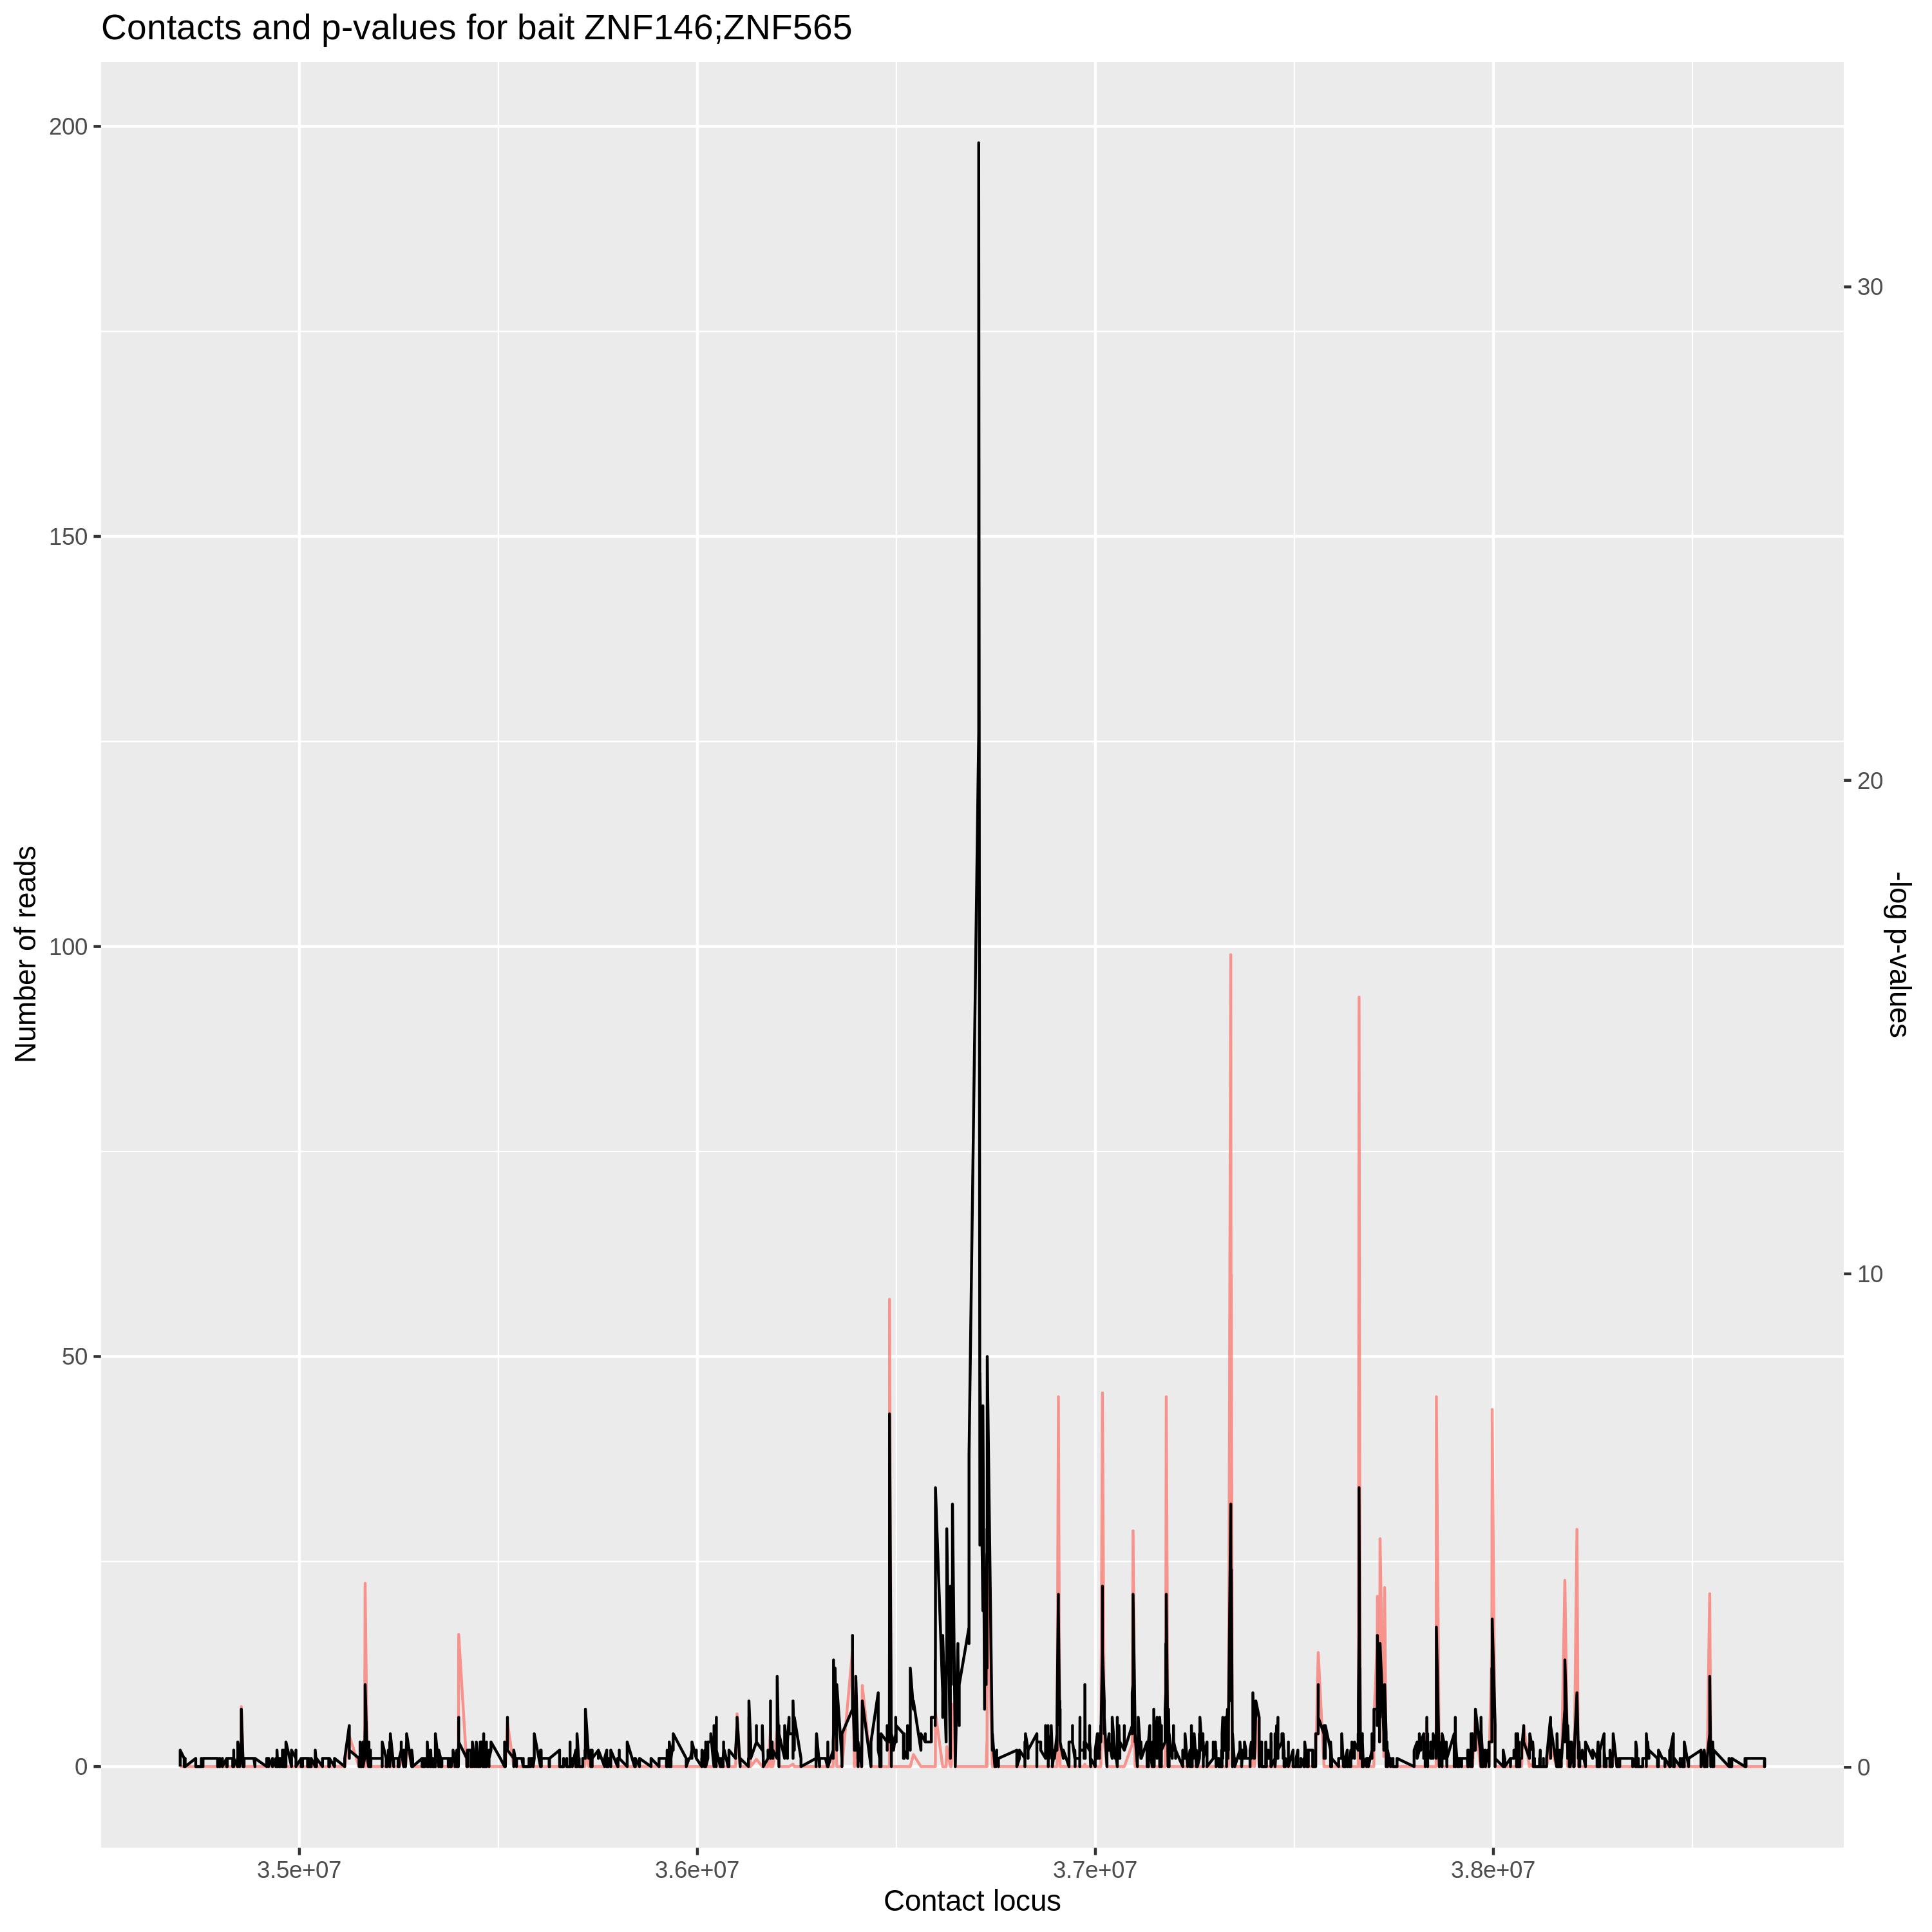 Contacts and p-values for bait ZNF146;ZNF565
200
150
100
50
0
Number of reads
30
20
10
0
-log p-values
3.5e+07
3.6e+07
3.7e+07
3.8e+07
Contact locus